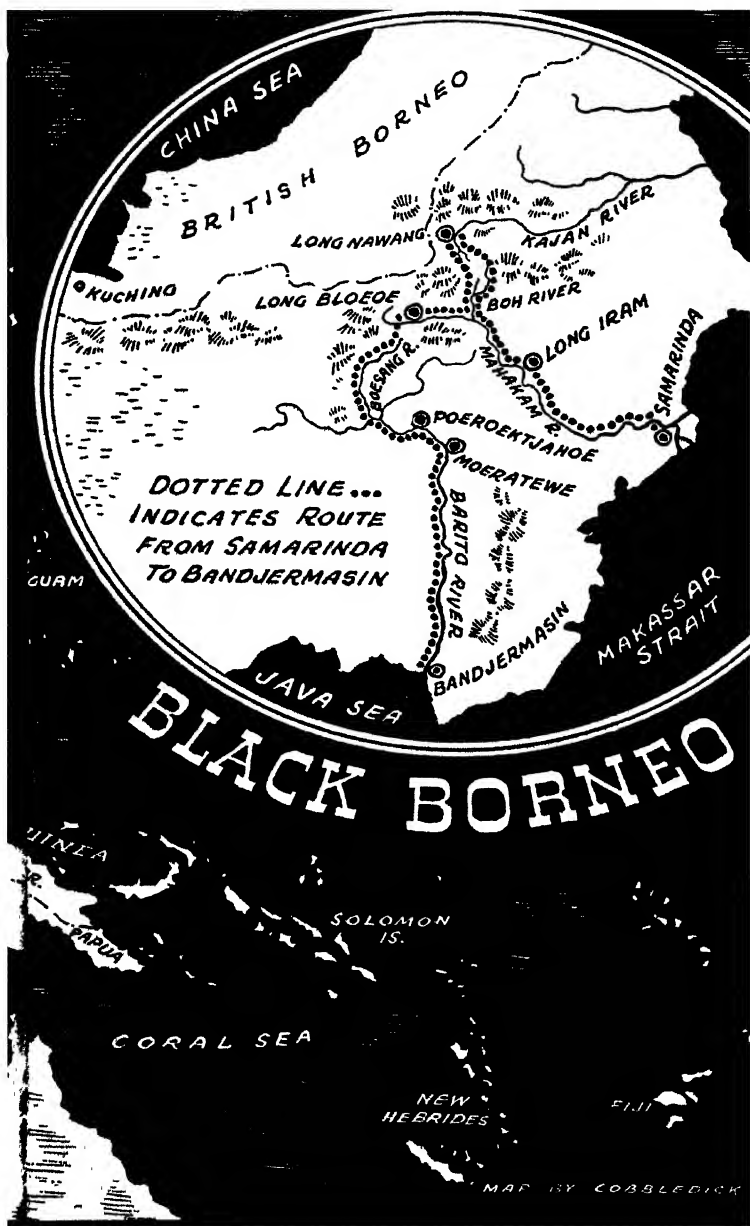 CHINA SEA
BRITISH BORNEO
LONG NAWANG
KAJAN RIVER
KUCHING
LONG BLOEOE
BOH RIVER
LONG IRAM
SAMARINDA
BOESANG R.
MAHAKAM R.
POEROEKTJAHOE
MOERATEWE
DOTTED LINE...
INDICATES ROUTE
FROM SAMARINDA
TO BANDJERMASIN
BARITO RIVER
GUAM
MAKASSAR
STRAIT
BANDJERMASIN
JAVA SEA
BLACK BORNEO
UINEA
R.
PAPUA
SOLOMON
IS.
CORAL SEA
NEW
HEBRIDES
FIJI
MAP BY COBBLEDICK